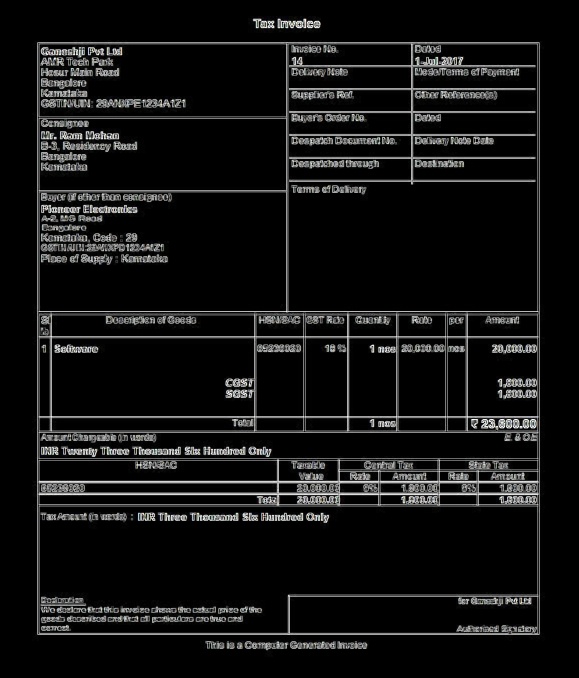 Tax Invoice
Ganeshji Pvt Ltd
AMR Tech Park
Hosur Main Road
Bangalore
Karnataka
GSTIN/UIN: 29ANXPE1234A1Z1
Invoice No.
14
Dated
1-Jul-2017
Delivery Note
Mode/Terms of Payment
Supplier's Ref.
Other Reference(s)
Consignee
Mr. Ram Mohan
B-3, Residency Road
Bangalore
Karnataka
Buyer's Order No.
Dated
Despatch Document No.
Delivery Note Date
Despatched through
Destination
Terms of Delivery
Buyer (if other than consignee)
Pioneer Electronics
A-2, MG Road
Bangalore
Karnataka, Code : 29
GSTIN/UIN:
Place of Supply : Karnataka
Sl No Description of Goods HSN/SAC GST Rate Quantity Rate per Amount
1 Software 18 % 1 nos 20,000.00 nos 20,000.00
CGST 1,800.00
SGST 1,800.00
Total 1 nos ₹ 23,600.00
Amount Chargeable (in words) E & OE
INR Twenty Three Thousand Six Hundred Only
HSN/SAC Taxable Value Central Tax State Tax
Rate Amount Rate Amount
20,000.00 9% 1,800.00 9% 1,800.00
Total 20,000.00 1,800.00 1,800.00
Tax Amount (in words) : INR Three Thousand Six Hundred Only
Declaration
We declare that this invoice shows the actual price of the
goods described and that all particulars are true and
correct.
for Ganeshji Pvt Ltd
Authorised Signatory
This is a Computer Generated Invoice